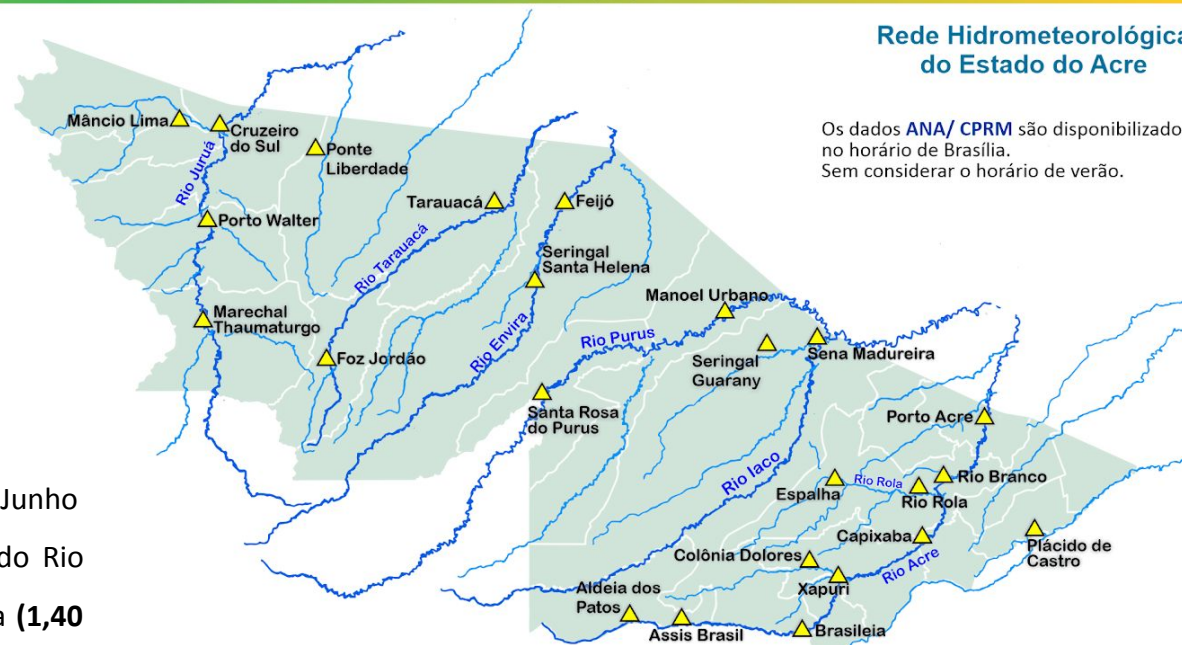 Rede Hidrometeorológica
do Estado do Acre
Os dados ANA/ CPRM são disponibilizado
no horário de Brasília.
Sem considerar o horário de verão.
Mâncio Lima
Cruzeiro
do Sul
Ponte
Liberdade
Rio Juruá
Porto Walter
Tarauacá
Feijó
Rio Tarauacá
Seringal
Santa Helena
Marechal
Thaumaturgo
Foz Jordão
Rio Envira
Manoel Urbano
Rio Purus
Seringal
Guarany
Sena Madureira
Santa Rosa
do Purus
Porto Acre
Rio Iaco
Espalha
Rio Rola
Rio Rola
Rio Branco
Capixaba
Plácido de
Castro
Colônia Dolores
Rio Acre
Xapuri
Aldeia dos
Patos
Assis Brasil
Brasileia
Junho
do Rio
a (1,40